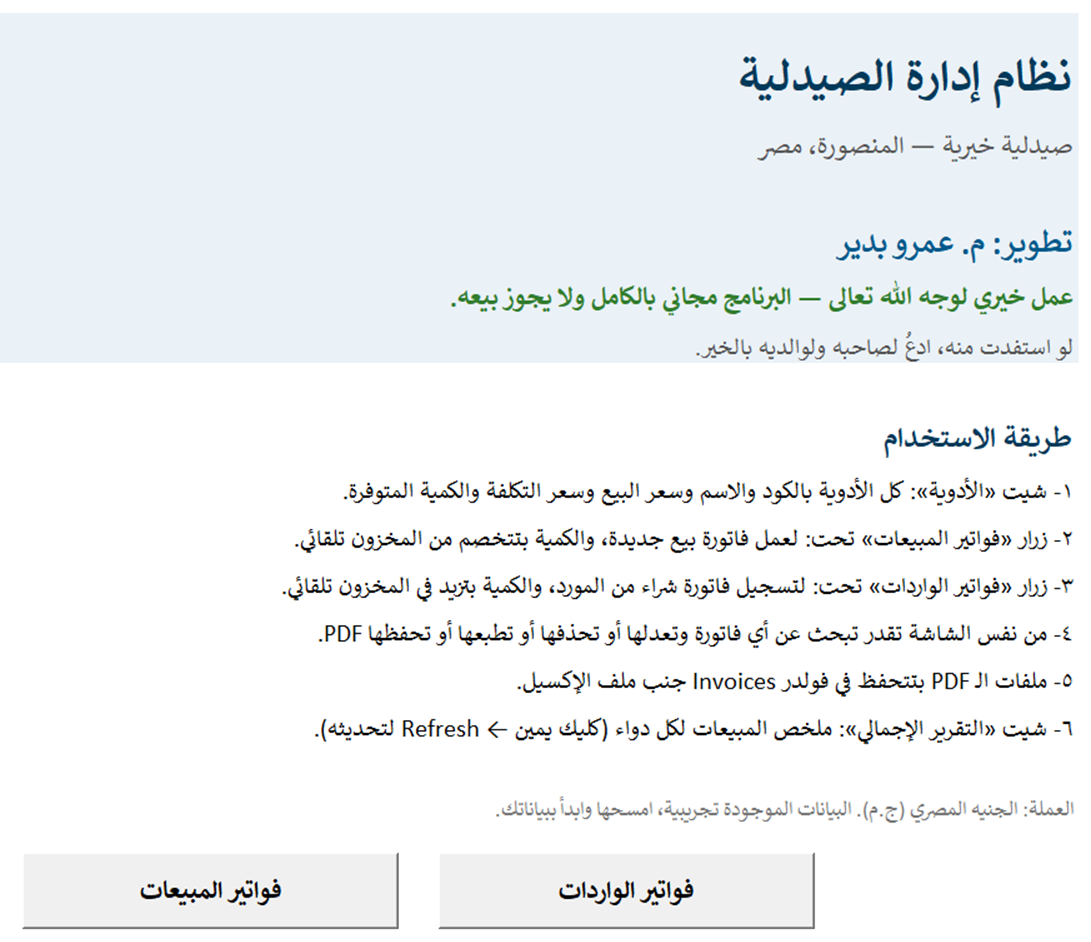 نظام إدارة الصيدلية
صيدلية خيرية — المنصورة، مصر
تطوير: م. عمرو بدير
عمل خيري لوجه الله تعالى — البرنامج مجاني بالكامل ولا يجوز بيعه.
لو استفدت منه، ادعُ لصاحبه ولوالديه بالخير.
طريقة الاستخدام
١- شيت «الأدوية»: كل الأدوية بالكود والاسم وسعر البيع وسعر التكلفة والكمية المتوفرة.
٢- زرار «فواتير المبيعات» تحت: لعمل فاتورة بيع جديدة، والكمية بتتخصم من المخزون تلقائي.
٣- زرار «فواتير الواردات» تحت: لتسجيل فاتورة شراء من المورد، والكمية بتزيد في المخزون تلقائي.
٤- من نفس الشاشة تقدر تبحث عن أي فاتورة وتعدلها أو تحذفها أو تطبعها أو تحفظها PDF.
٥- ملفات الـ PDF بتتحفظ في فولدر Invoices جنب ملف الإكسيل.
٦- شيت «التقرير الإجمالي»: ملخص المبيعات لكل دواء (كليك يمين ← Refresh لتحديثه).
العملة: الجنيه المصري (ج.م). البيانات الموجودة تجريبية، امسحها وابدأ ببياناتك.
فواتير الواردات
فواتير المبيعات